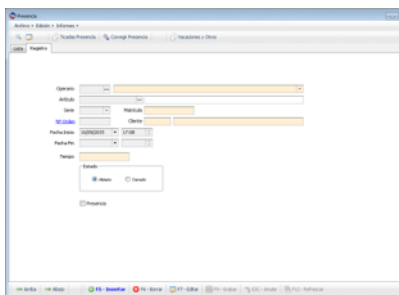 Presencia
Archivo Edición Informes
Ticadas Presencia Corregir Presencia Vacaciones y Otros
Lista Registro
Operario
Artículo
Serie Matrícula
Nº Orden Cliente
Fecha Inicio 10/09/2015 17:08
Fecha Fin
Tiempo
Estado
Abierto Cerrado
Presencia
Arriba Abajo F5 - Insertar F6 - Borrar F7 - Editar F9 - Grabar ESC - Anular F12 - Refrescar